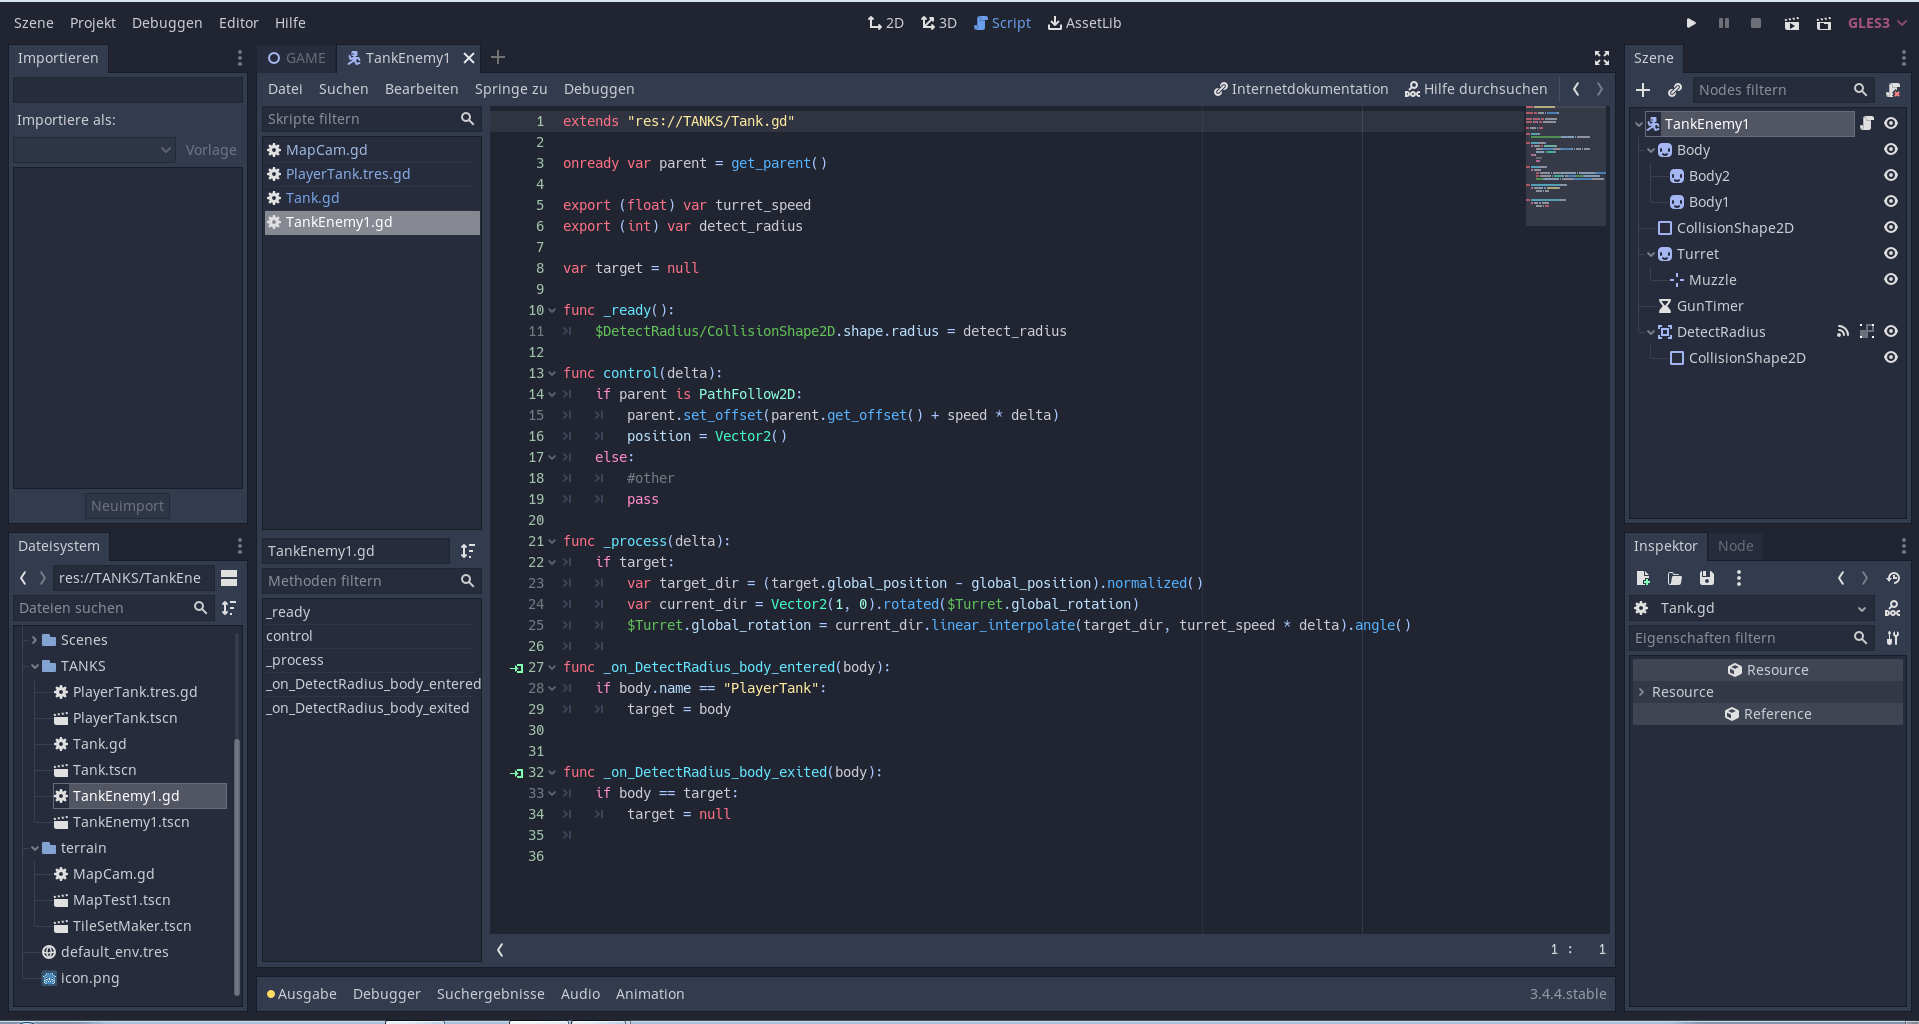 Szene Projekt Debuggen Editor Hilfe
2D 3D Script AssetLib
GLES3
Importieren
Importiere als:
Vorlage
Neuimport
Dateisystem
res://TANKS/TankEne
Dateien suchen
Scenes
TANKS
PlayerTank.tres.gd
PlayerTank.tscn
Tank.gd
Tank.tscn
TankEnemy1.gd
TankEnemy1.tscn
terrain
MapCam.gd
MapTest1.tscn
TileSetMaker.tscn
default_env.tres
icon.png
GAME TankEnemy1
Datei Suchen Bearbeiten Springe zu Debuggen
Internetdokumentation Hilfe durchsuchen
Skripte filtern
MapCam.gd
PlayerTank.tres.gd
Tank.gd
TankEnemy1.gd
TankEnemy1.gd
Methoden filtern
_ready
control
_process
_on_DetectRadius_body_entered
_on_DetectRadius_body_exited
1 extends "res://TANKS/Tank.gd"
2
3 onready var parent = get_parent()
4
5 export (float) var turret_speed
6 export (int) var detect_radius
7
8 var target = null
9
10 func _ready():
11 $DetectRadius/CollisionShape2D.shape.radius = detect_radius
12
13 func control(delta):
14 if parent is PathFollow2D:
15 parent.set_offset(parent.get_offset() + speed * delta)
16 position = Vector2()
17 else:
18 #other
19 pass
20
21 func _process(delta):
22 if target:
23 var target_dir = (target.global_position - global_position).normalized()
24 var current_dir = Vector2(1, 0).rotated($Turret.global_rotation)
25 $Turret.global_rotation = current_dir.linear_interpolate(target_dir, turret_speed * delta).angle()
26
27 func _on_DetectRadius_body_entered(body):
28 if body.name == "PlayerTank":
29 target = body
30
31
32 func _on_DetectRadius_body_exited(body):
33 if body == target:
34 target = null
35
36
1 : 1
Ausgabe Debugger Suchergebnisse Audio Animation
3.4.4.stable
Szene
Nodes filtern
TankEnemy1
Body
Body2
Body1
CollisionShape2D
Turret
Muzzle
GunTimer
DetectRadius
CollisionShape2D
Inspektor Node
Tank.gd
Eigenschaften filtern
Resource
Resource
Reference